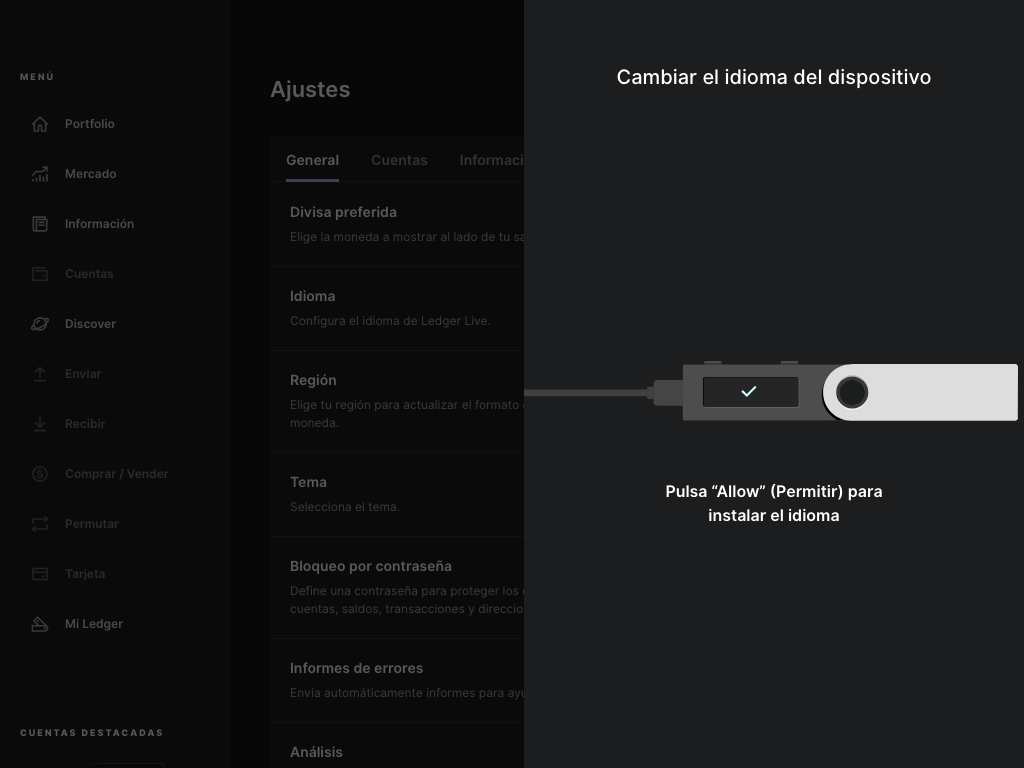 MENÚ
Portfolio
Mercado
Información
Cuentas
Discover
Enviar
Recibir
Comprar / Vender
Permutar
Tarjeta
Mi Ledger
CUENTAS DESTACADAS
Ajustes
General Cuentas Informaci
Divisa preferida
Elige la moneda a mostrar al lado de tu sa
Idioma
Configura el idioma de Ledger Live.
Región
Elige tu región para actualizar el formato
moneda.
Tema
Selecciona el tema.
Bloqueo por contraseña
Define una contraseña para proteger los
cuentas, saldos, transacciones y direccio
Informes de errores
Envía automáticamente informes para ayu
Análisis
Cambiar el idioma del dispositivo
Pulsa “Allow” (Permitir) para
instalar el idioma